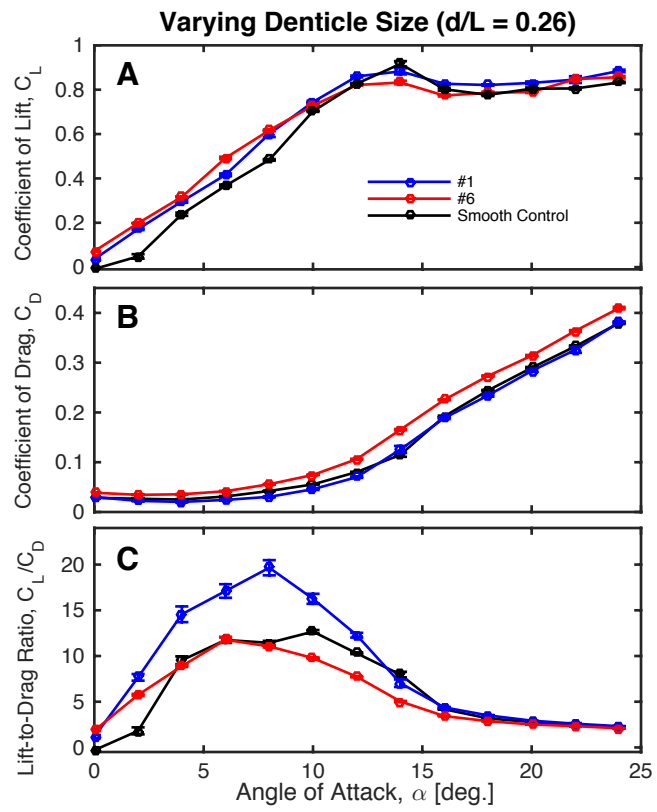 Varying Denticle Size (d/L = 0.26)
A
Coefficient of Lift, C_L
1
0.8
0.6
0.4
0.2
0
#1
#6
Smooth Control
B
Coefficient of Drag, C_D
0.4
0.3
0.2
0.1
0
C
Lift-to-Drag Ratio, C_L/C_D
20
15
10
5
0
0 5 10 15 20 25
Angle of Attack, α [deg.]